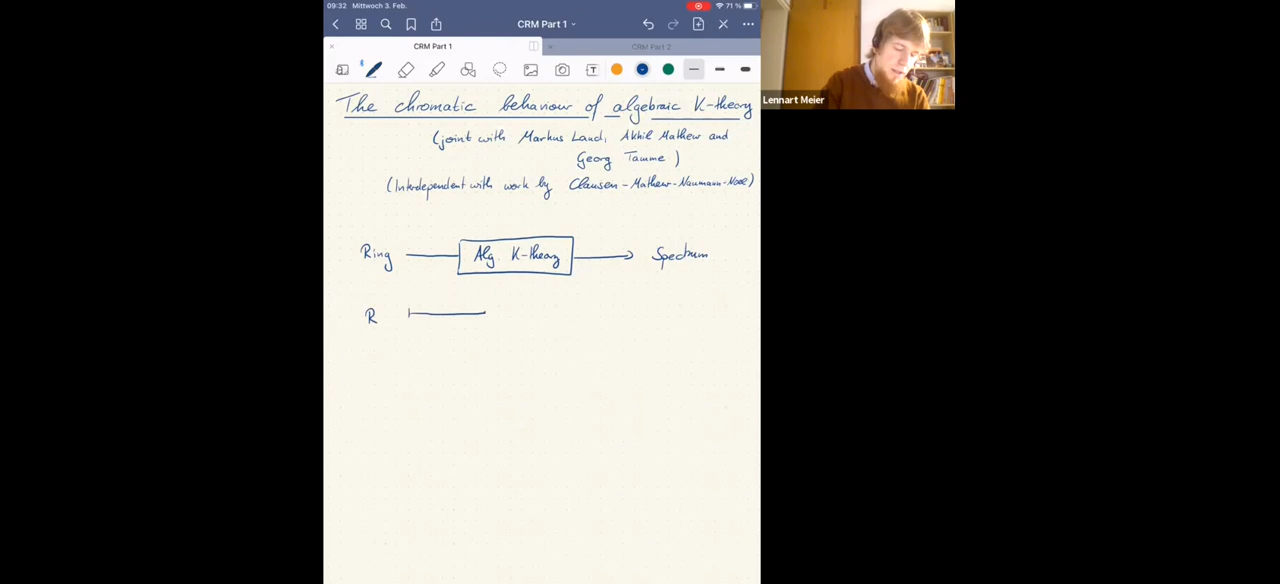 09:32 Mittwoch 3. Feb.
71 %
CRM Part 1
CRM Part 1
CRM Part 2
T
Lennart Meier
The chromatic behaviour of algebraic K-theory
(joint with Markus Land, Akhil Mathew and
Georg Tamme)
(Interdependent with work by Clausen-Mathew-Naumann-Noel)
Ring Alg. K-theory Spectrum
R